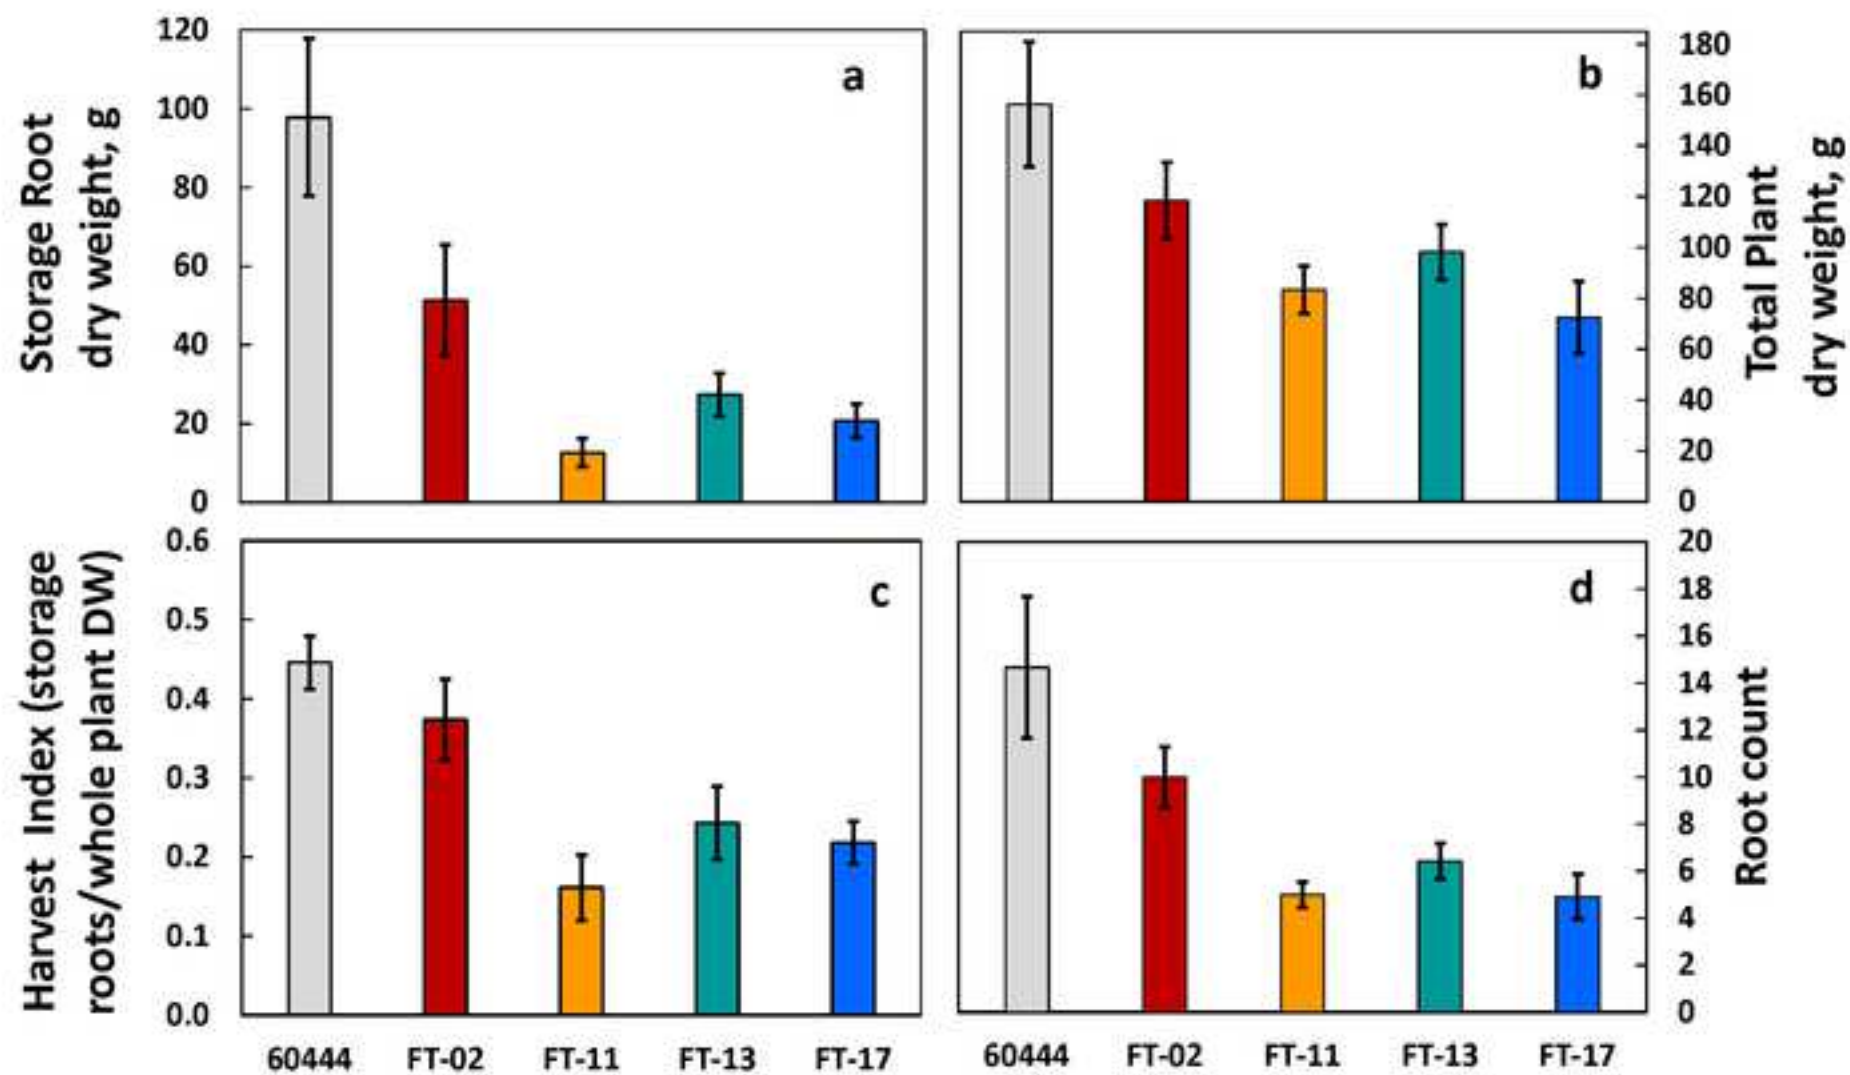 Storage Root
dry weight, g
120
100
80
60
40
20
0
a
b
180
160
140
120
100
80
60
40
20
0
Total Plant
dry weight, g
Harvest Index (storage
roots/whole plant DW)
0.6
0.5
0.4
0.3
0.2
0.1
0.0
c
d
20
18
16
14
12
10
8
6
4
2
0
Root count
60444 FT-02 FT-11 FT-13 FT-17
60444 FT-02 FT-11 FT-13 FT-17